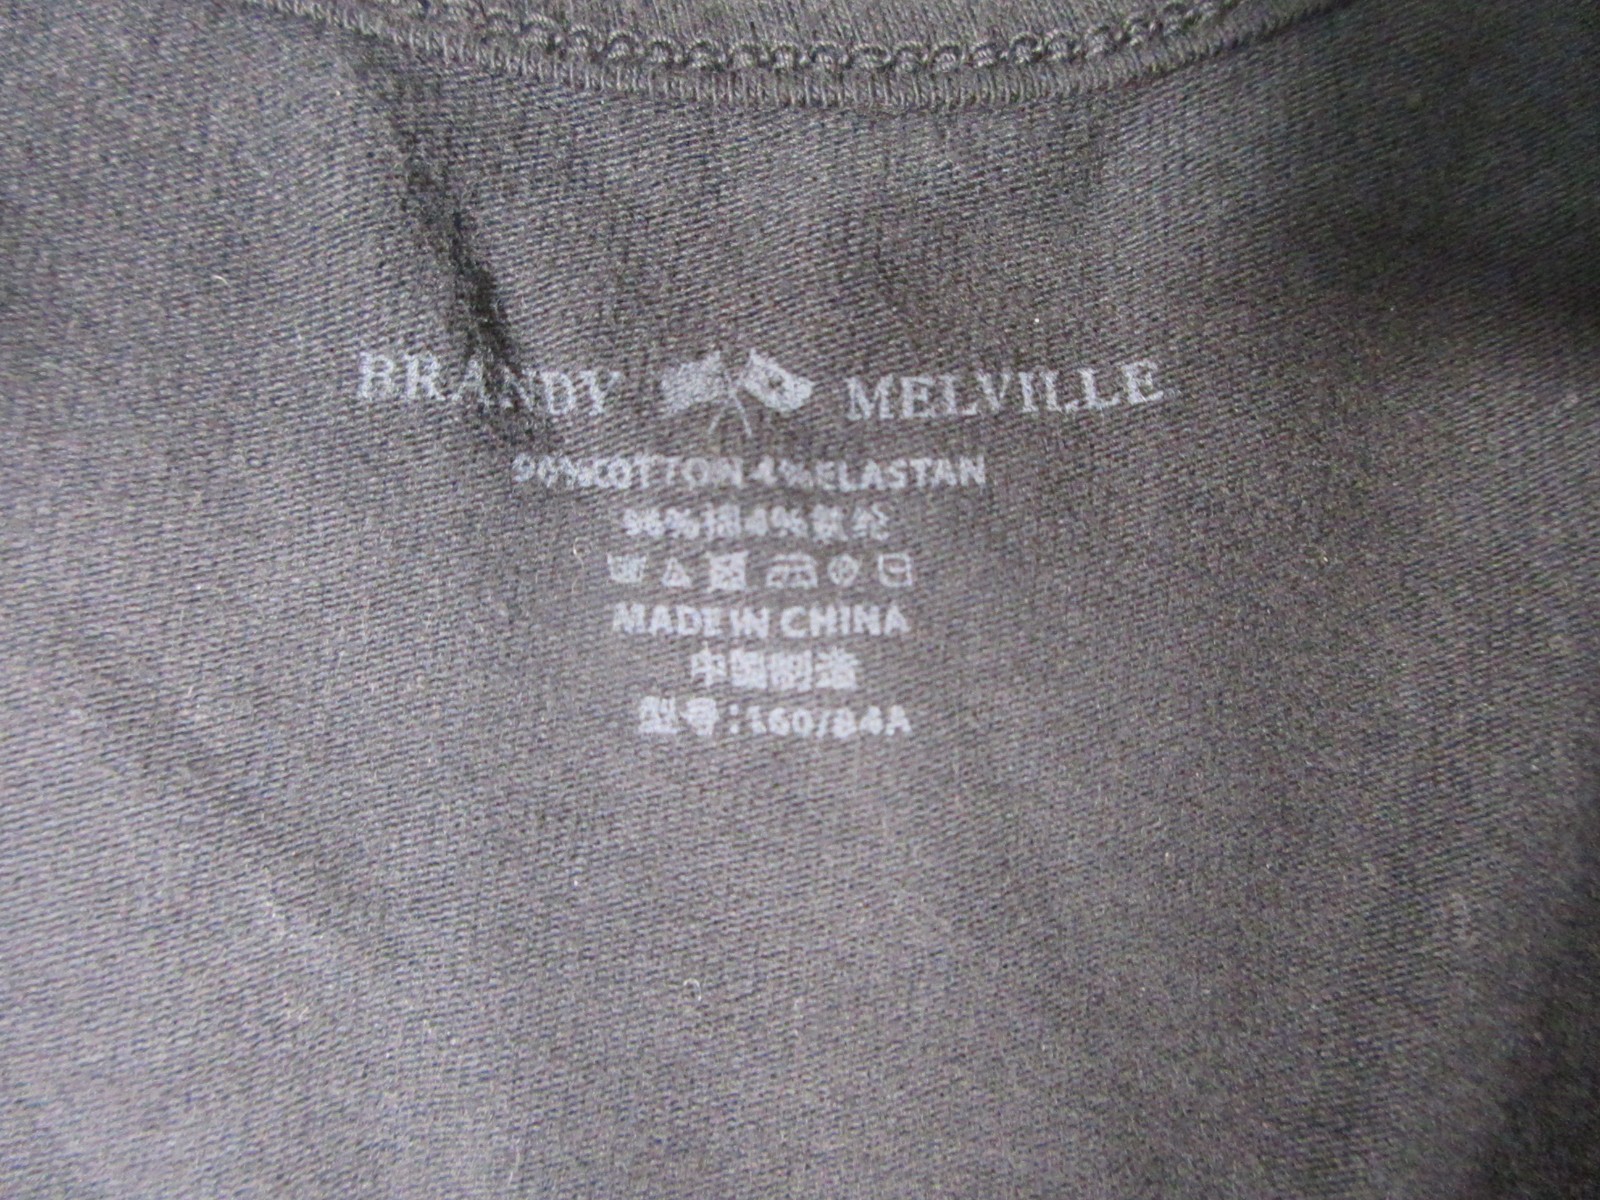 BRANDY MELVILLE
96%COTTON 4%ELASTAN
96%棉4%氨纶
MADE IN CHINA
中国制造
型号:160/84A